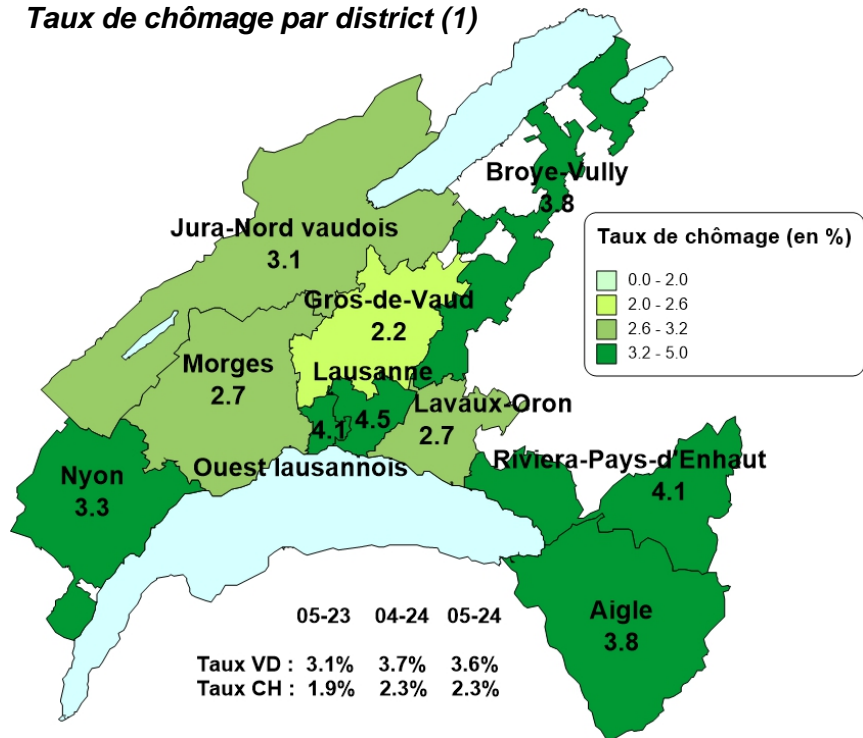 Taux de chômage par district (1)
Broye-Vully
3.8
Jura-Nord vaudois
3.1
Taux de chômage (en %)
0.0 - 2.0
2.0 - 2.6
2.6 - 3.2
3.2 - 5.0
Gros-de-Vaud
2.2
Morges
2.7
Lausanne
4.5
4.1
Lavaux-Oron
2.7
Ouest lausannois
Nyon
3.3
Riviera-Pays-d'Enhaut
4.1
Aigle
3.8
05-23 04-24 05-24
Taux VD : 3.1% 3.7% 3.6%
Taux CH : 1.9% 2.3% 2.3%